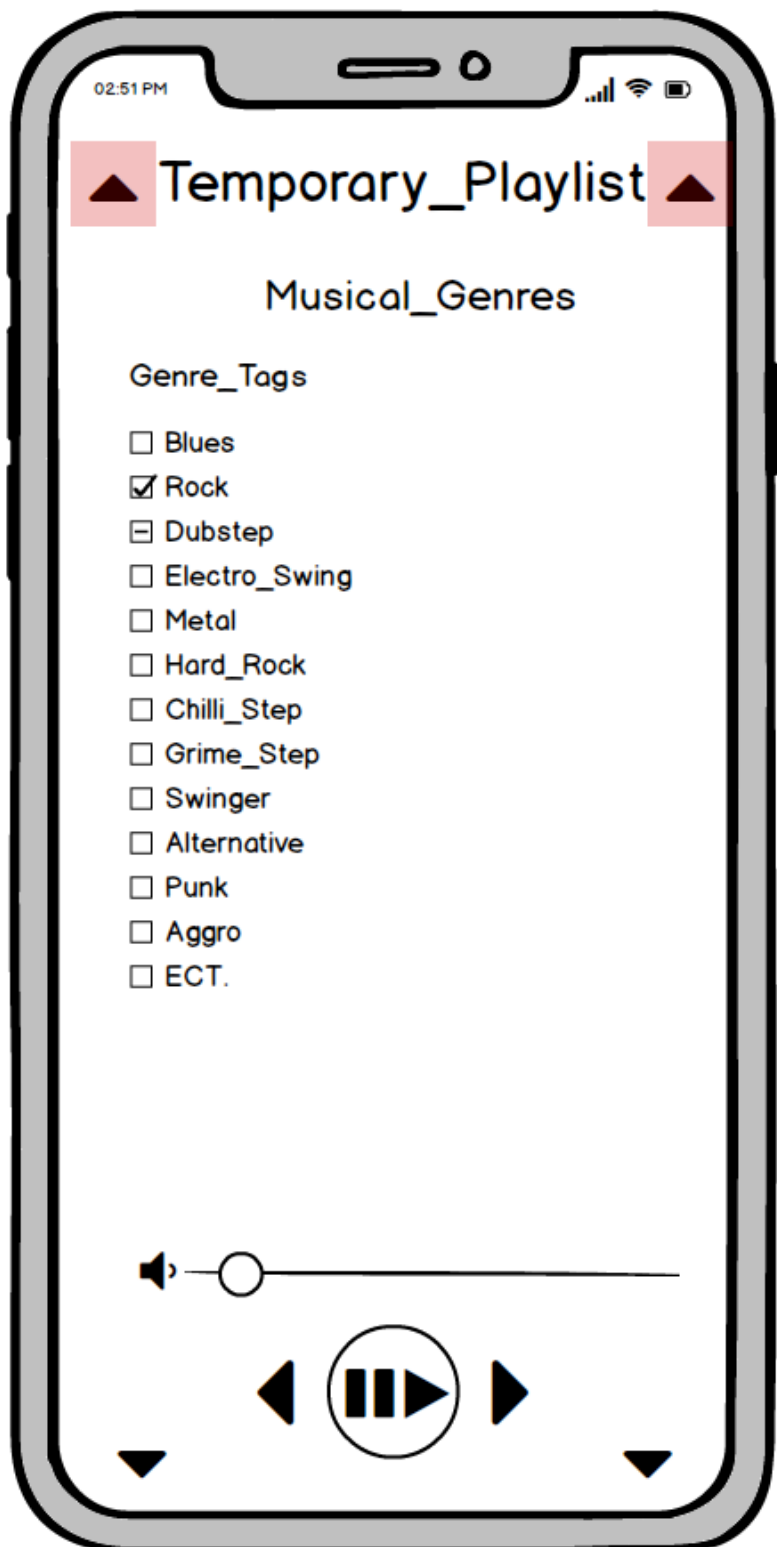 02:51 PM
Temporary_Playlist
Musical_Genres
Genre_Tags
Blues
Rock
Dubstep
Electro_Swing
Metal
Hard_Rock
Chilli_Step
Grime_Step
Swinger
Alternative
Punk
Aggro
ECT.